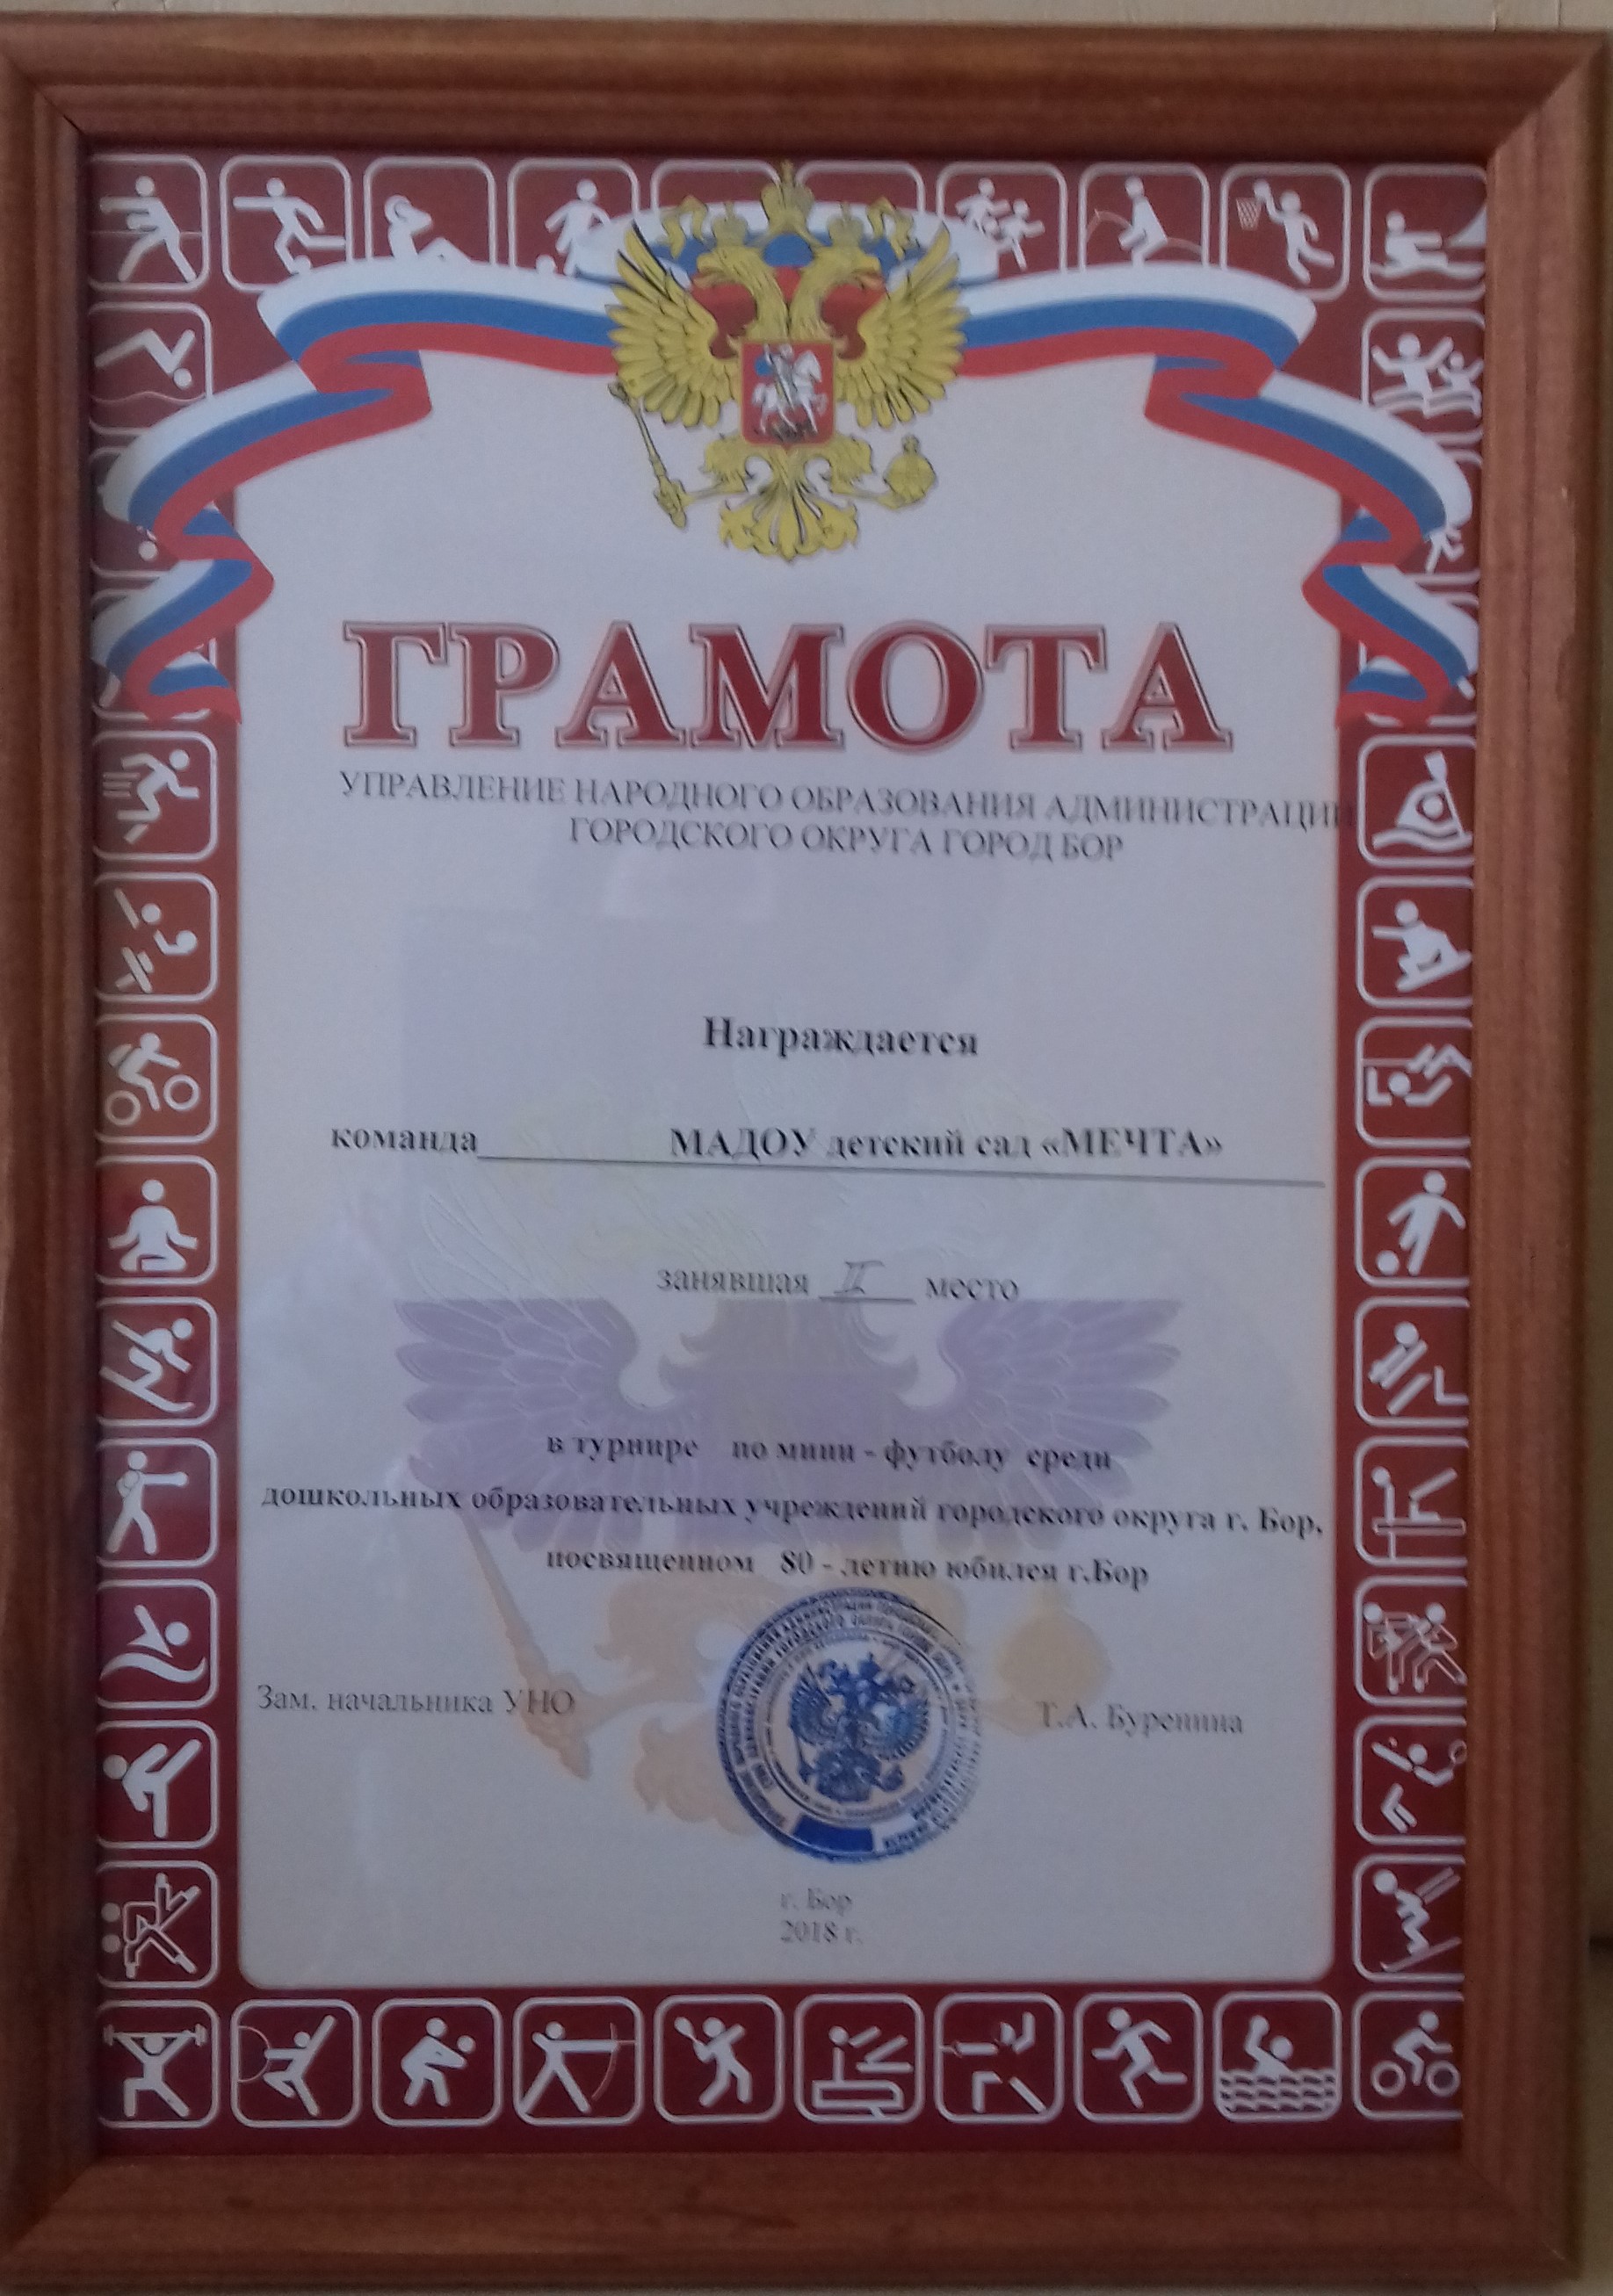 ГРАМОТА
УПРАВЛЕНИЕ НАРОДНОГО ОБРАЗОВАНИЯ АДМИНИСТРАЦИИ
ГОРОДСКОГО ОКРУГА ГОРОД БОР
Награждается
команда МАДОУ детский сад «МЕЧТА»
занявшая II место
в турнире по мини - футболу среди
дошкольных образовательных учреждений городского округа г. Бор,
посвященном 80 - летию юбилея г.Бор
Зам. начальника УНО Т.А. Буренина
г. Бор
2018 г.